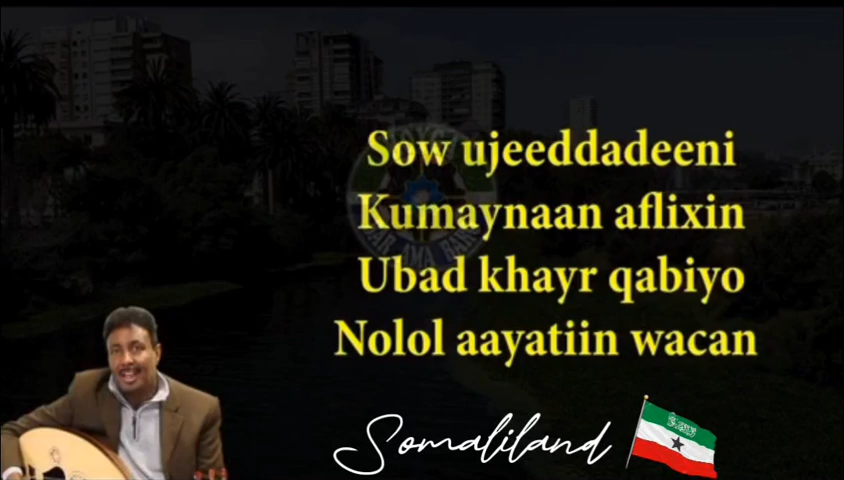 Sow ujeeddadeeni
Kumaynaan aflixin
Ubad khayr qabiyo
Nolol aayatiin wacan
Somaliland